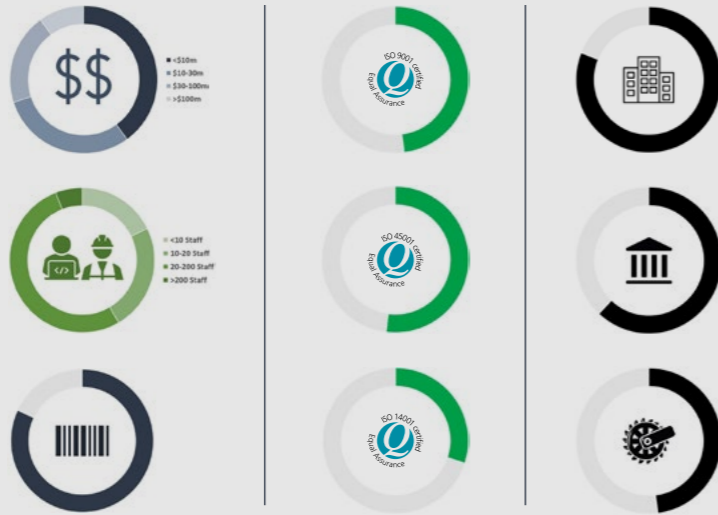 $$
<$10m
$10-30m
$30-100m
>$100m
ISO 9001 certified
Q
Equal Assurance
<10 Staff
10-20 Staff
20-200 Staff
>200 Staff
</>
ISO 45001 certified
Q
Equal Assurance
ISO 14001 certified
Q
Equal Assurance